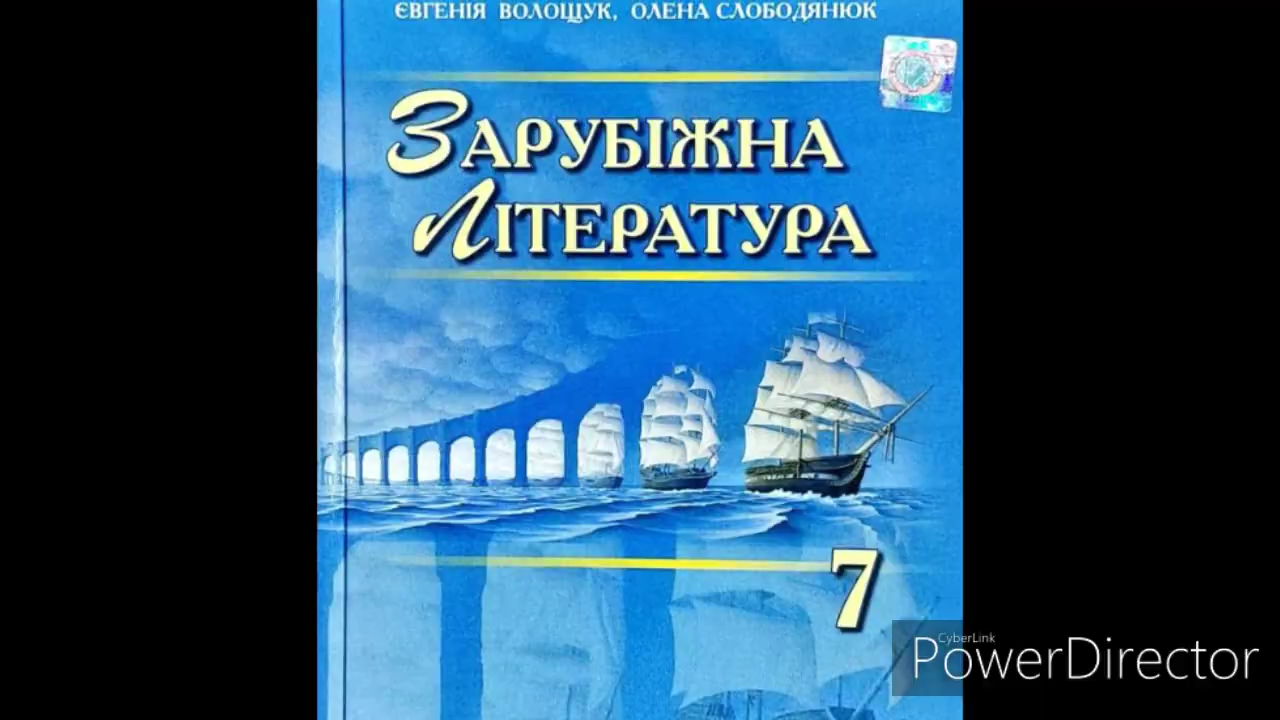 ЄВГЕНІЯ ВОЛОЩУК, ОЛЕНА СЛОБОДЯНЮК
ЗАРУБІЖНА
ЛІТЕРАТУРА
7
CyberLink
PowerDirector